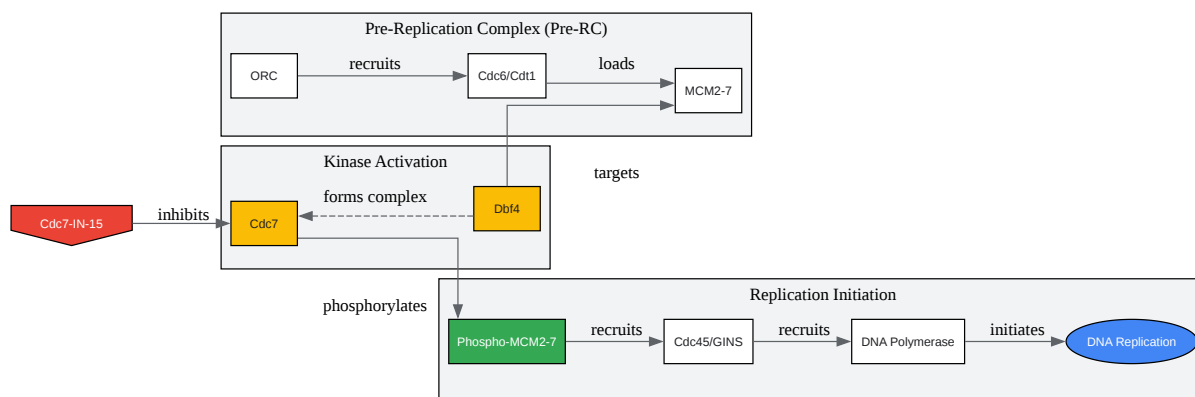 Pre-Replication Complex (Pre-RC)
ORC
recruits
Cdc6/Cdt1
loads
MCM2-7
Kinase Activation
targets
forms complex
Dbf4
Cdc7-IN-15
inhibits
Cdc7
Replication Initiation
phosphorylates
Phospho-MCM2-7
recruits
Cdc45/GINS
recruits
DNA Polymerase
initiates
DNA Replication